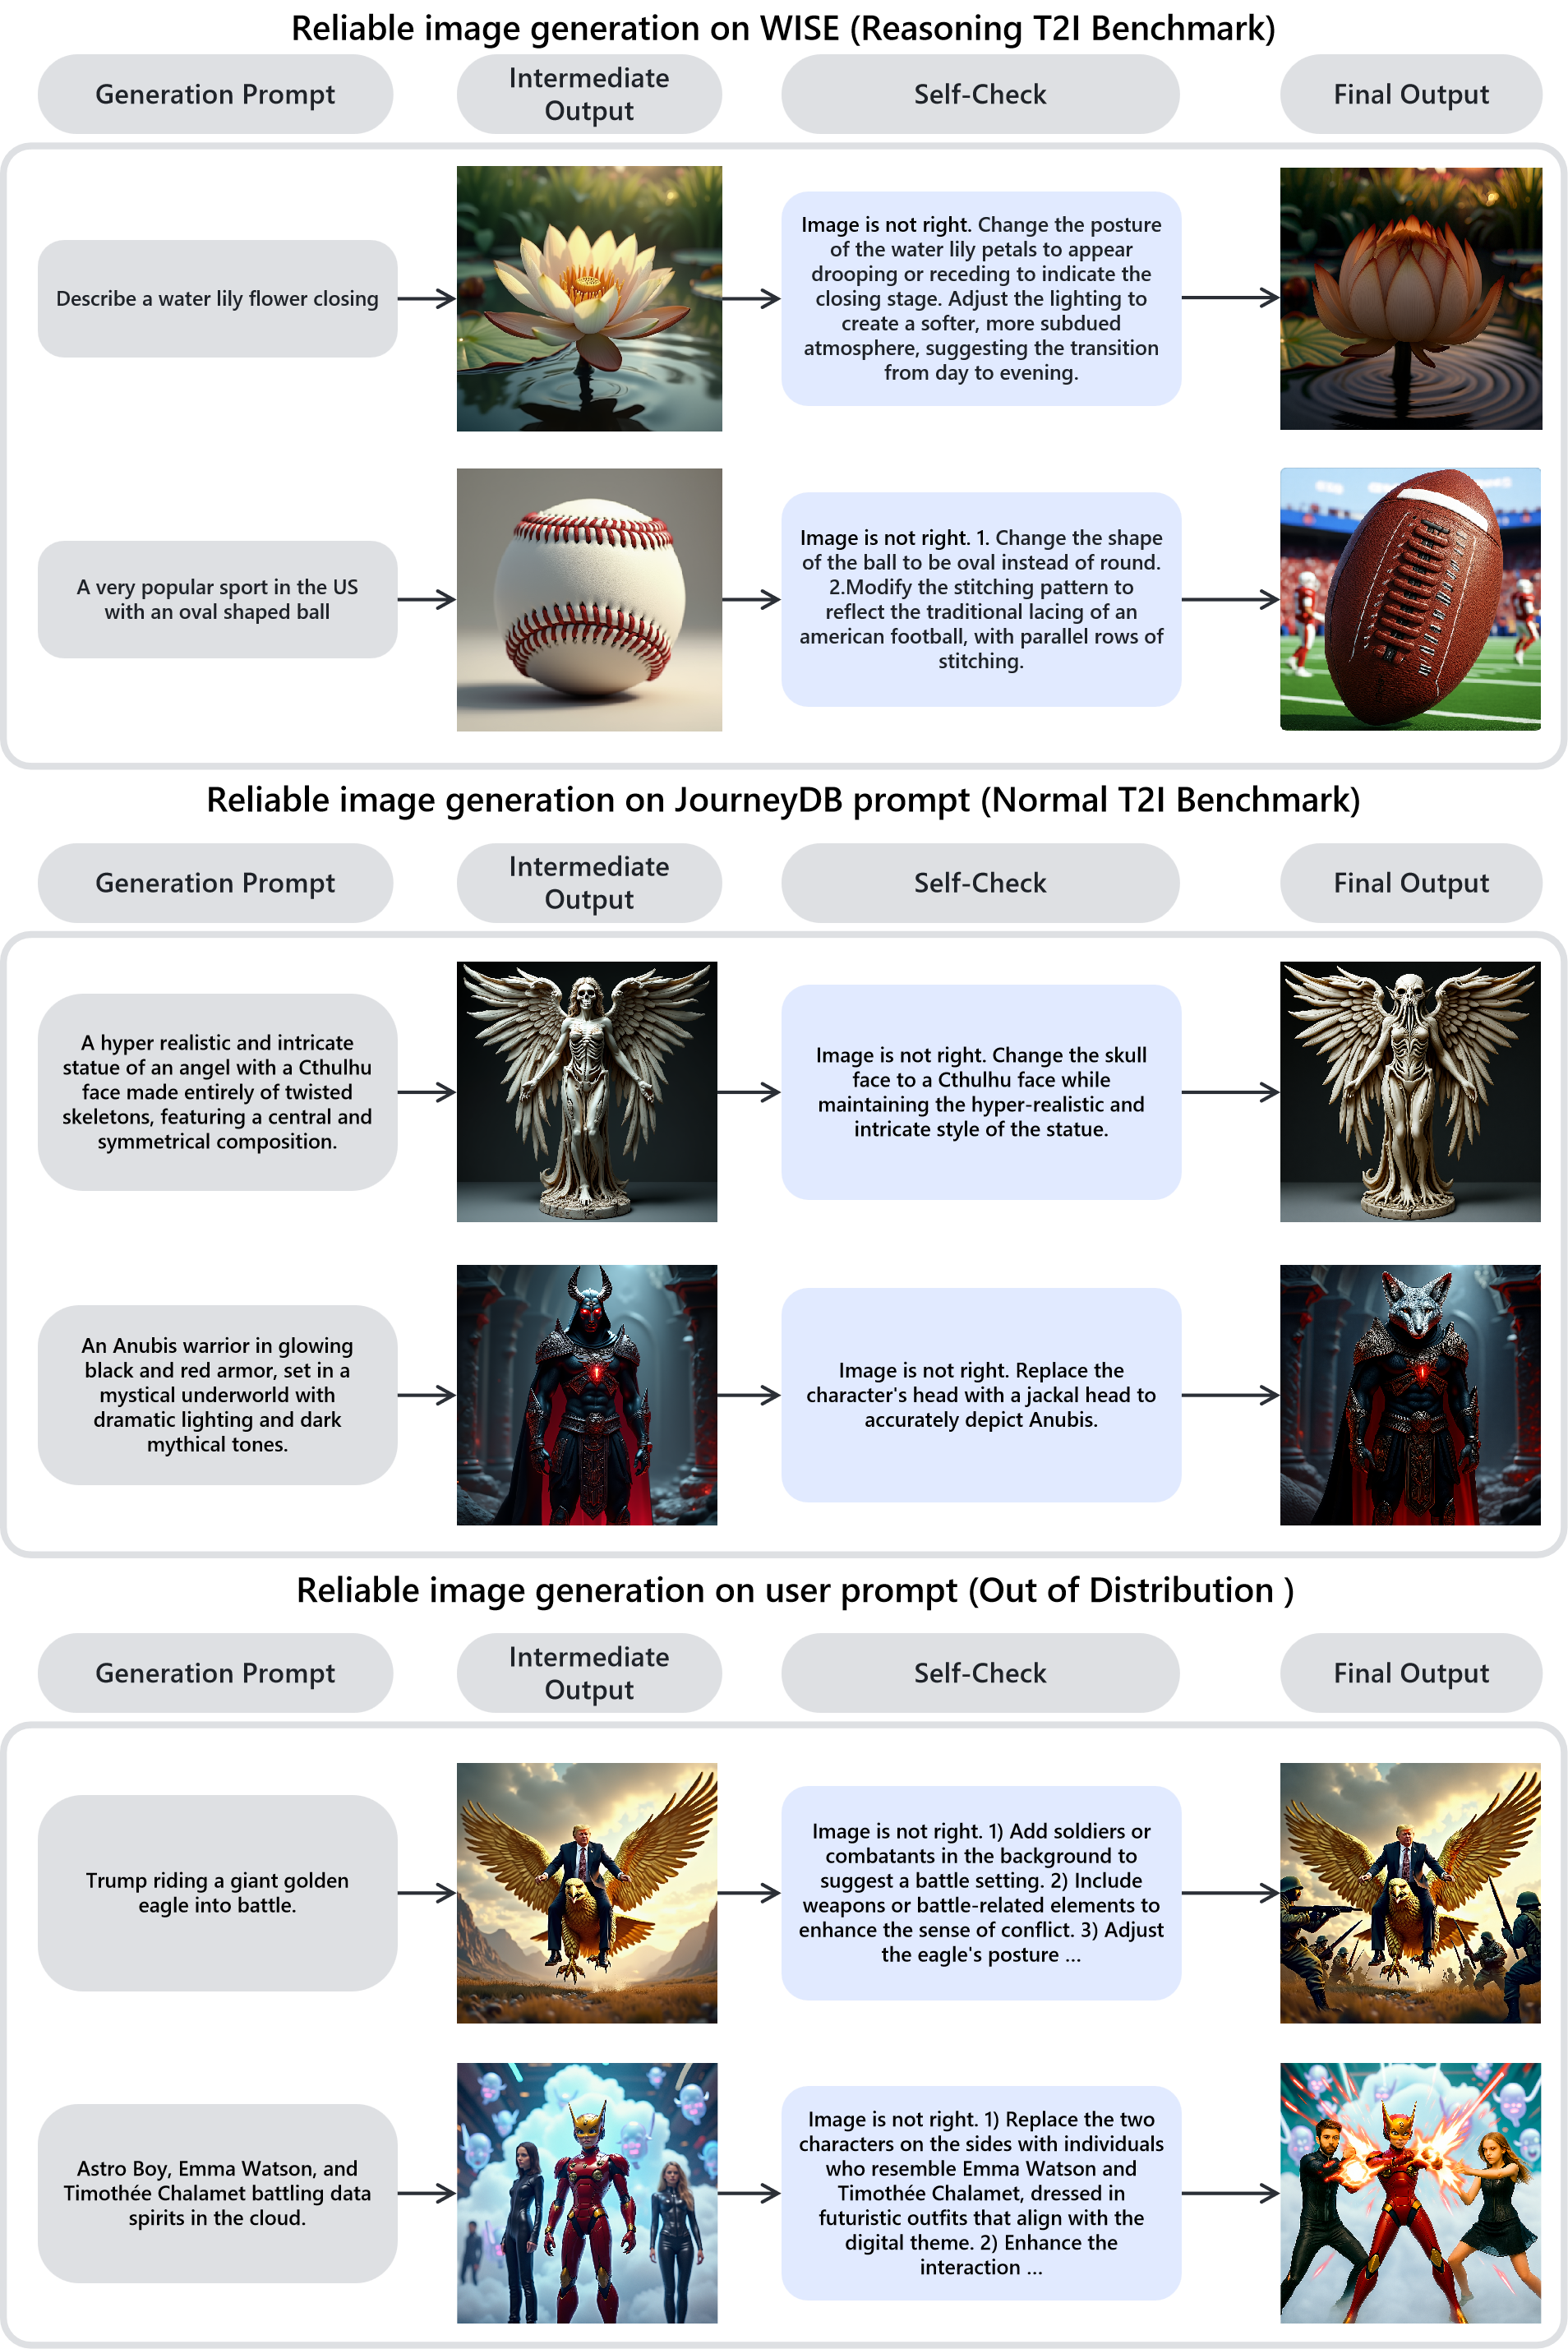 Reliable image generation on WISE (Reasoning T2I Benchmark)
Generation Prompt
Intermediate
Output
Self-Check
Final Output
Describe a water lily flower closing
Image is not right. Change the posture
of the water lily petals to appear
drooping or receding to indicate the
closing stage. Adjust the lighting to
create a softer, more subdued
atmosphere, suggesting the transition
from day to evening.
A very popular sport in the US
with an oval shaped ball
Image is not right. 1. Change the shape
of the ball to be oval instead of round.
2.Modify the stitching pattern to
reflect the traditional lacing of an
american football, with parallel rows of
stitching.
Reliable image generation on JourneyDB prompt (Normal T2I Benchmark)
Generation Prompt
Intermediate
Output
Self-Check
Final Output
A hyper realistic and intricate
statue of an angel with a Cthulhu
face made entirely of twisted
skeletons, featuring a central and
symmetrical composition.
Image is not right. Change the skull
face to a Cthulhu face while
maintaining the hyper-realistic and
intricate style of the statue.
An Anubis warrior in glowing
black and red armor, set in a
mystical underworld with
dramatic lighting and dark
mythical tones.
Image is not right. Replace the
character's head with a jackal head to
accurately depict Anubis.
Reliable image generation on user prompt (Out of Distribution )
Generation Prompt
Intermediate
Output
Self-Check
Final Output
Trump riding a giant golden
eagle into battle.
Image is not right. 1) Add soldiers or
combatants in the background to
suggest a battle setting. 2) Include
weapons or battle-related elements to
enhance the sense of conflict. 3) Adjust
the eagle's posture ...
Astro Boy, Emma Watson, and
Timothée Chalamet battling data
spirits in the cloud.
Image is not right. 1) Replace the two
characters on the sides with individuals
who resemble Emma Watson and
Timothée Chalamet, dressed in
futuristic outfits that align with the
digital theme. 2) Enhance the
interaction ...